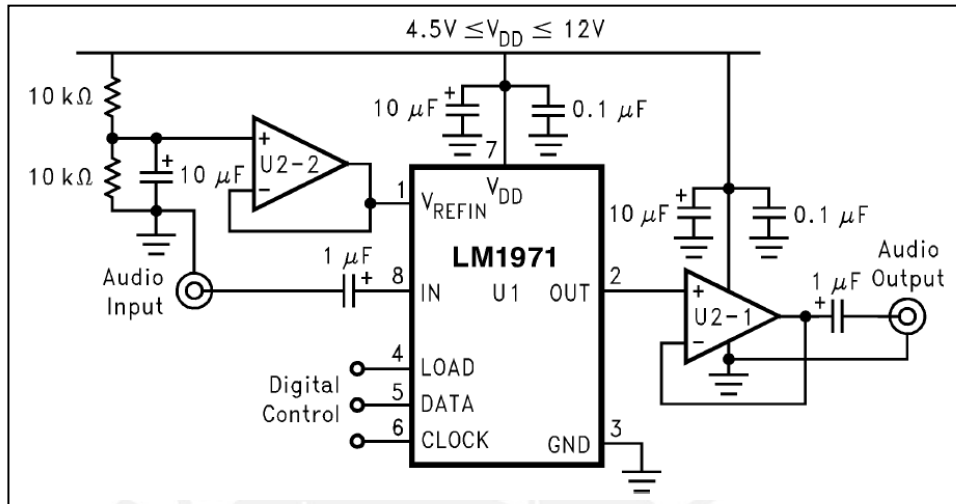 4.5V ≤V_DD ≤ 12V
10 kΩ
10kΩ
10 μF
+
+
−
U2-2
10 μF
+
0.1 μF
7
V_DD
1
V_REFIN
LM1971
U1
1 μF
+
8
IN
OUT
2
Audio
Input
10 μF
+
0.1 μF
+
−
U2-1
1 μF
+
Audio
Output
Digital
Control
4
LOAD
5
DATA
6
CLOCK
GND
3